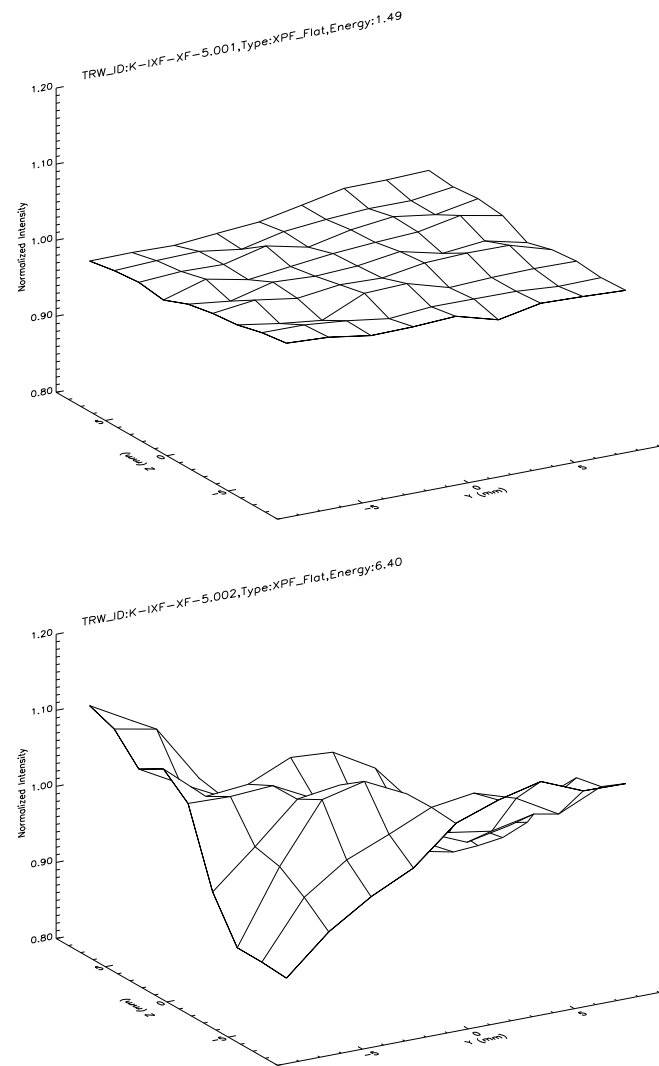 TRW_ID:K-IXF-XF-5.001,Type:XPF_Flat,Energy:1.49
1.20
1.10
1.00
0.90
0.80
Normalized Intensity
5
0
-5
Z (mm)
-5
0
5
Y (mm)
TRW_ID:K-IXF-XF-5.002,Type:XPF_Flat,Energy:6.40
1.20
1.10
1.00
0.90
0.80
Normalized Intensity
5
0
-5
Z (mm)
-5
0
5
Y (mm)